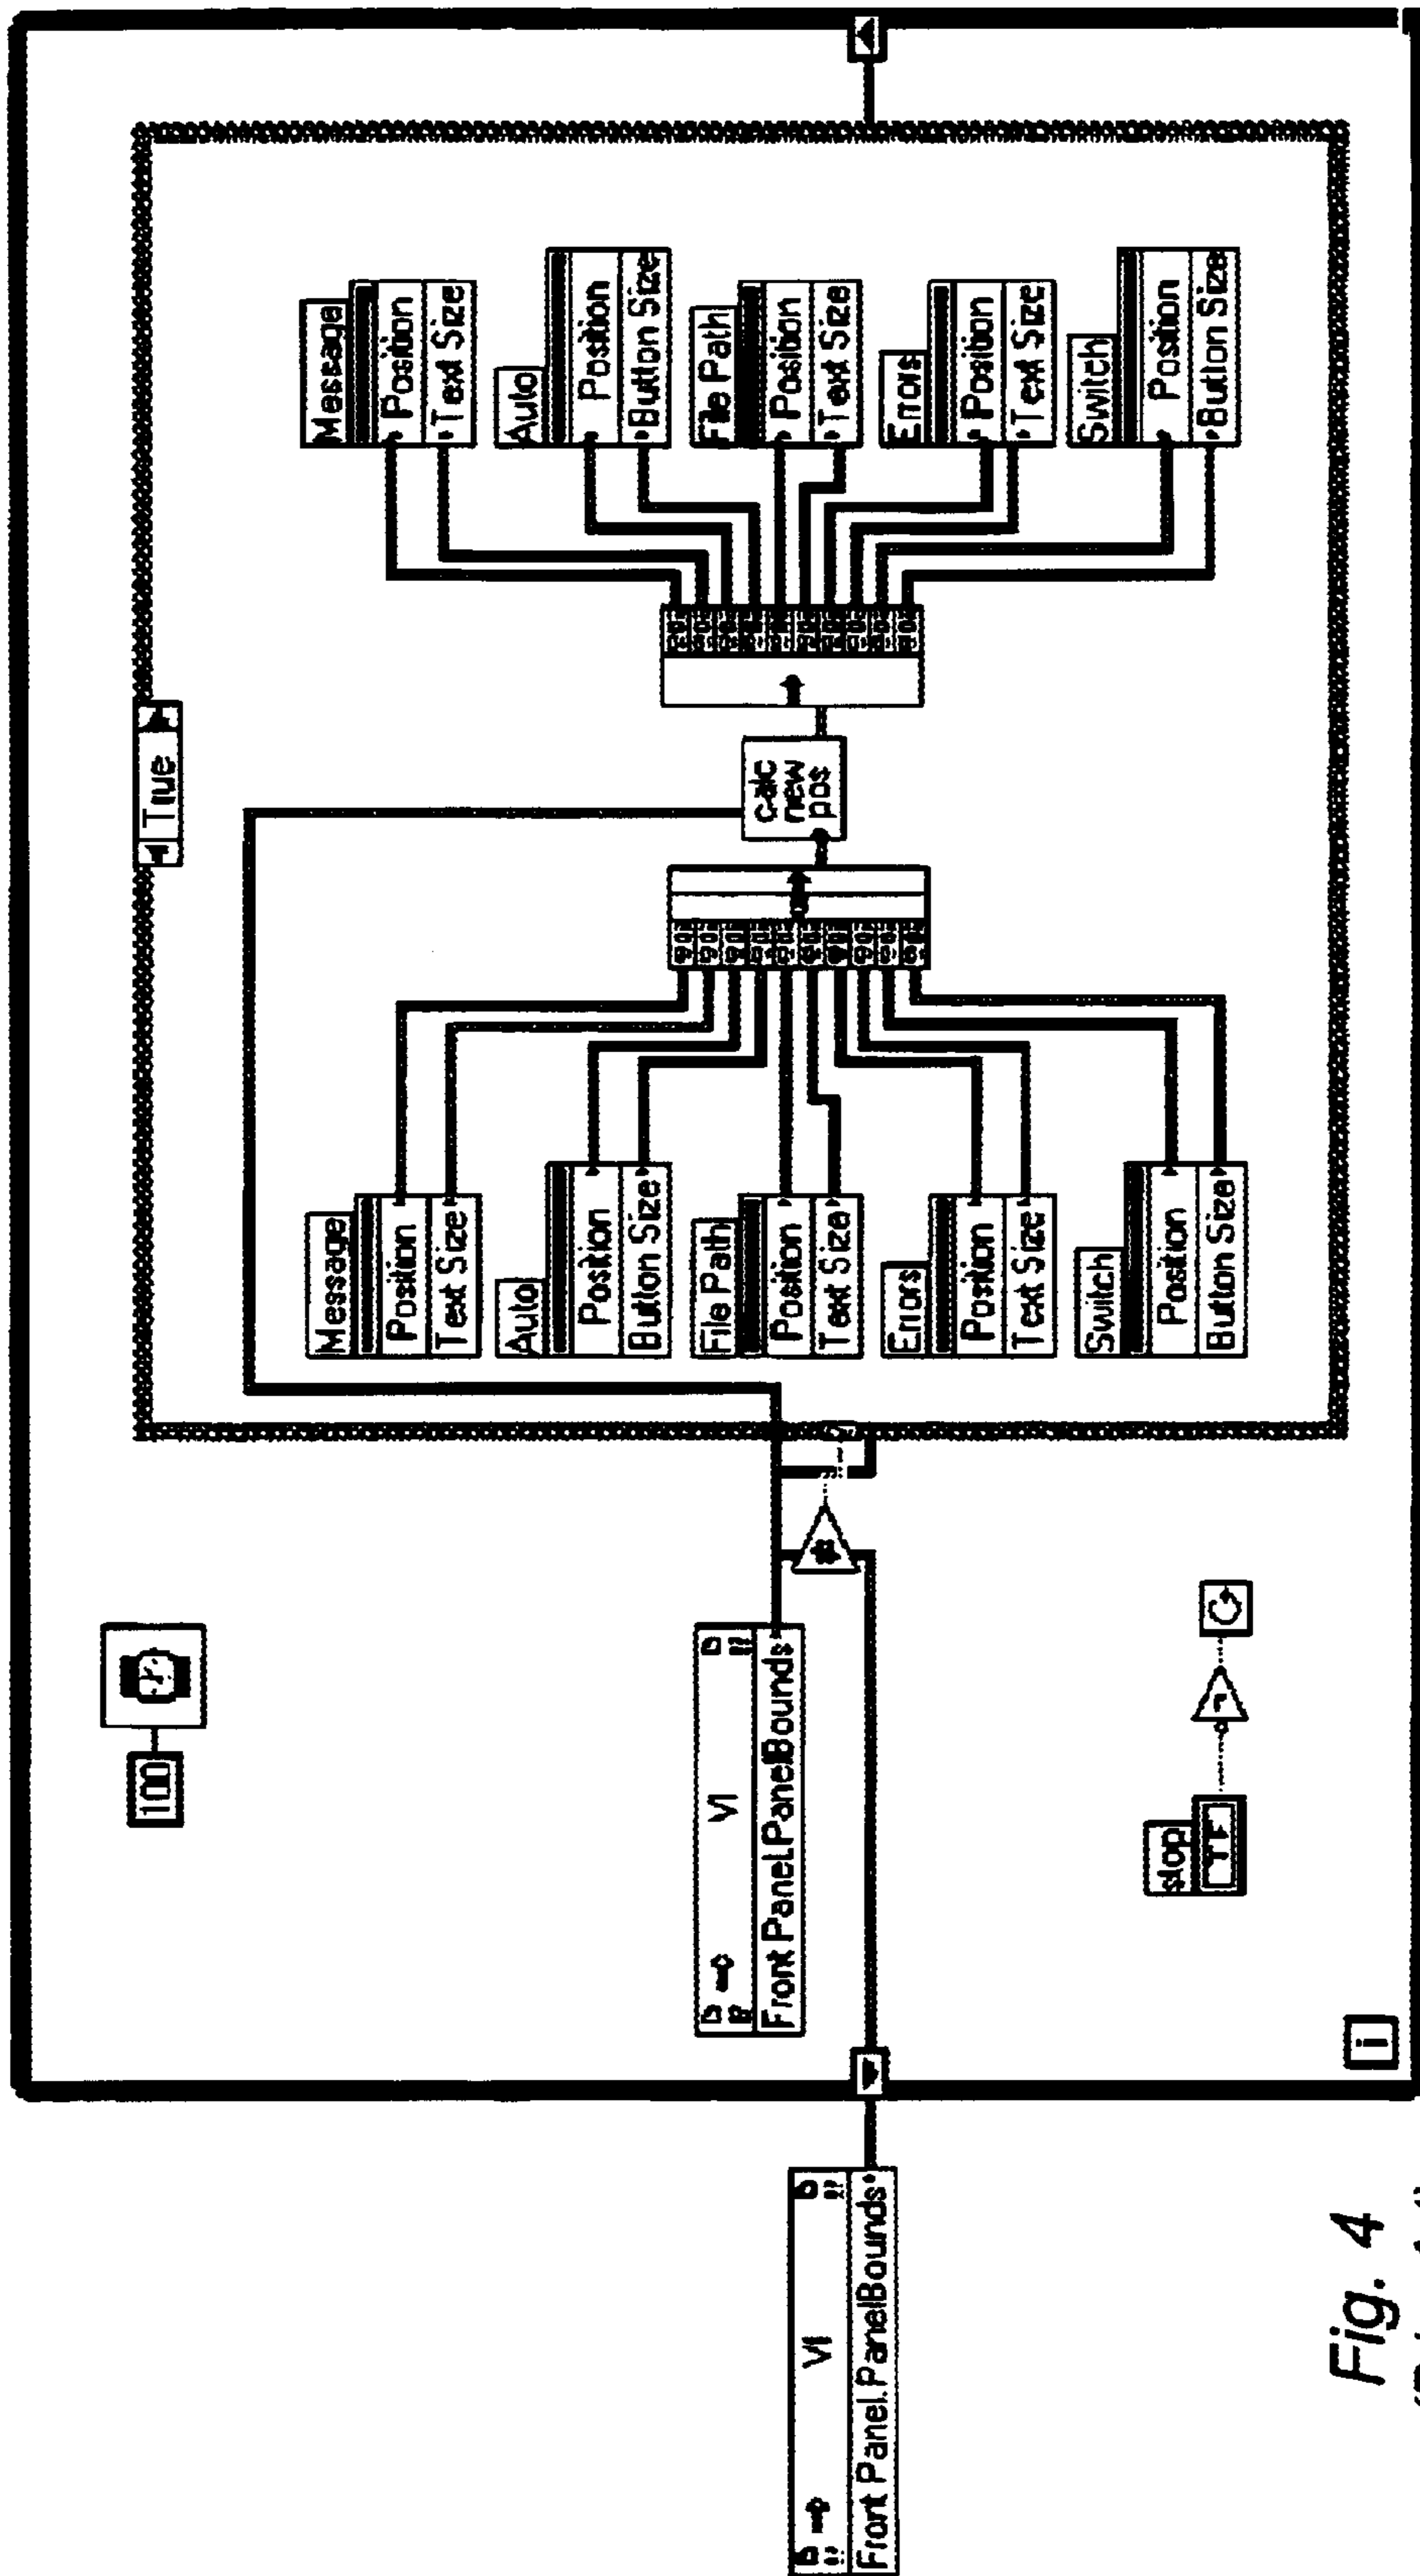 100
True
VI
Front Panel.PanelBounds
VI
Front Panel.PanelBounds
stop
TF
i
Message
Position
Text Size
Auto
Position
Button Size
File Path
Position
Text Size
Errors
Position
Text Size
Switch
Position
Button Size
calc
new
pos
Message
Position
Text Size
Auto
Position
Button Size
File Path
Position
Text Size
Errors
Position
Text Size
Switch
Position
Button Size
Fig. 4